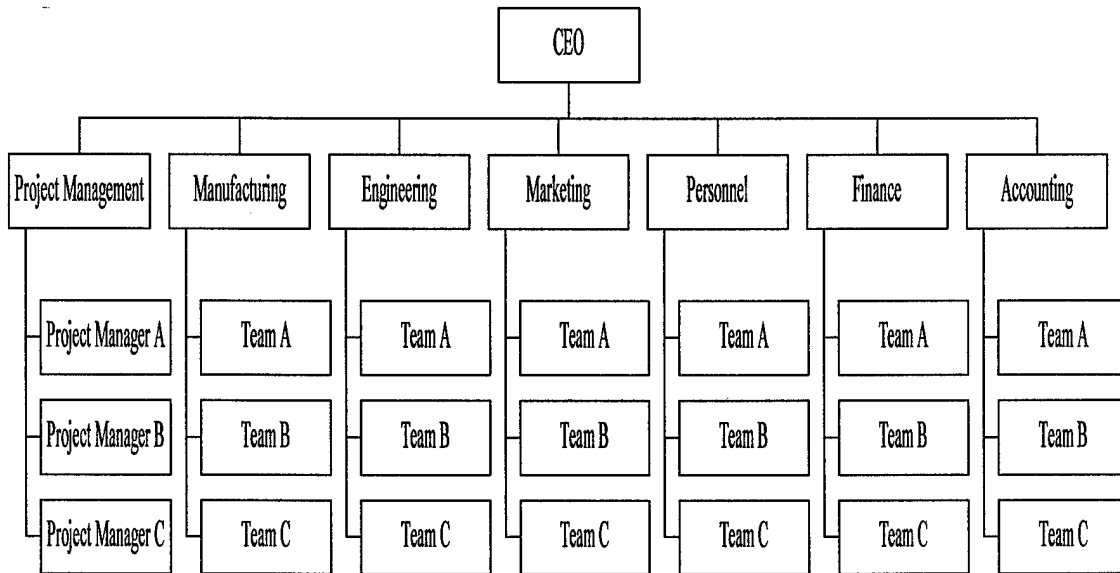 CEO
Project Management
Manufacturing
Engineering
Marketing
Personnel
Finance
Accounting
Project Manager A
Team A
Team A
Team A
Team A
Team A
Team A
Project Manager B
Team B
Team B
Team B
Team B
Team B
Team B
Project Manager C
Team C
Team C
Team C
Team C
Team C
Team C